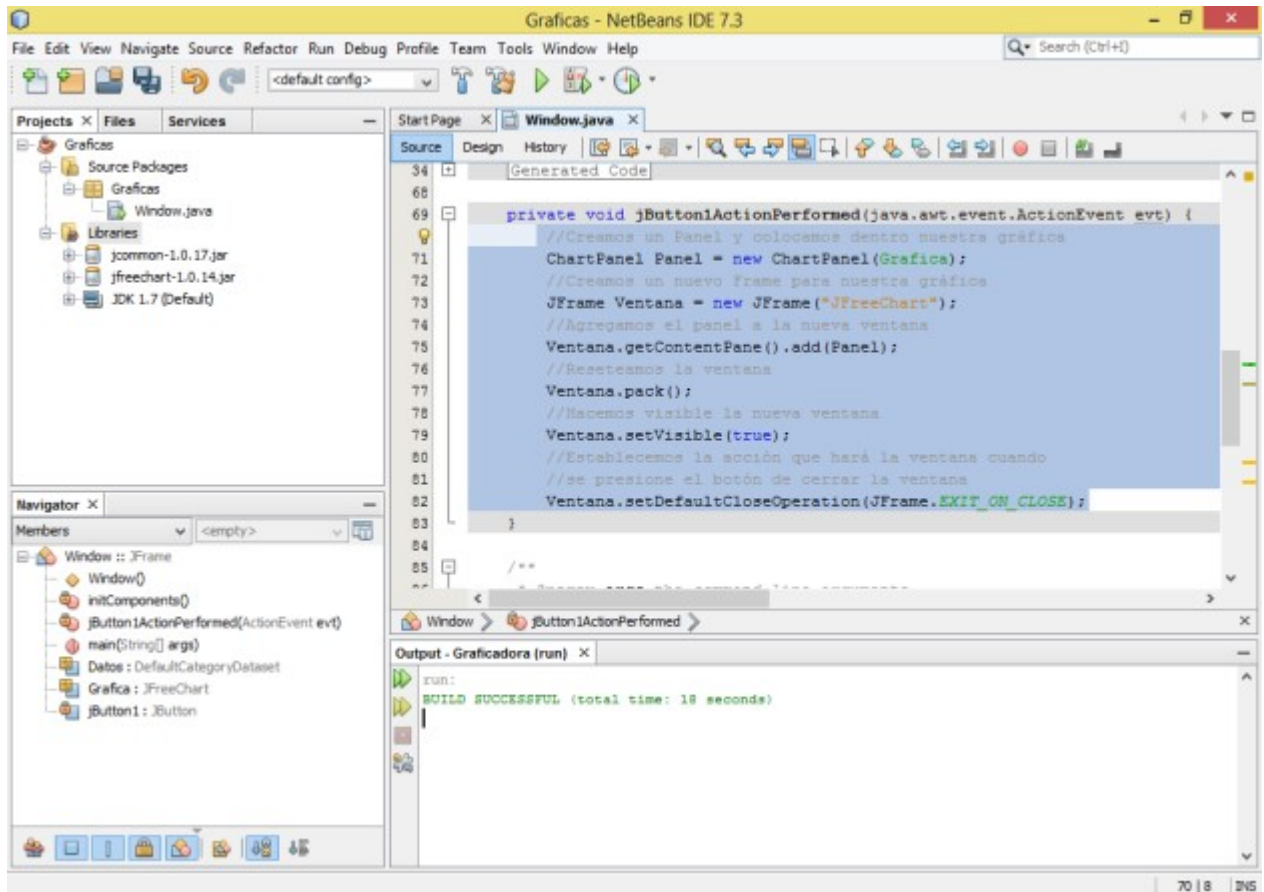 Graficas - NetBeans IDE 7.3
File Edit View Navigate Source Refactor Run Debug Profile Team Tools Window Help
Search (Ctrl+I)
<default config>
Projects Files Services
Graficas
Source Packages
Graficas
Window.java
Libraries
jcommon-1.0.17.jar
jfreechart-1.0.14.jar
JDK 1.7 (Default)
Start Page Window.java
Source Design History
34 Generated Code
68
69 private void jButton1ActionPerformed(java.awt.event.ActionEvent evt) {
//Creamos un Panel y colocamos dentro nuestra gráfica
71 ChartPanel Panel = new ChartPanel(Grafica);
72 //Creamos un nuevo Frame para nuestra gráfica
73 JFrame Ventana = new JFrame("JFreeChart");
74 //Agregamos el panel a la nueva ventana
75 Ventana.getContentPane().add(Panel);
76 //Reseteamos la ventana
77 Ventana.pack();
78 //Hacemos visible la nueva ventana
79 Ventana.setVisible(true);
80 //Establecemos la acción que hará la ventana cuando
81 //se presione el botón de cerrar la ventana
82 Ventana.setDefaultCloseOperation(JFrame.EXIT_ON_CLOSE);
83 }
84
85 /**
Window jButton1ActionPerformed
Navigator
Members <empty>
Window :: JFrame
Window()
initComponents()
jButton1ActionPerformed(ActionEvent evt)
main(String[] args)
Datos : DefaultCategoryDataset
Grafica : JFreeChart
jButton1 : JButton
Output - Graficadora (run)
run:
BUILD SUCCESSFUL (total time: 18 seconds)
70 | 8 INS